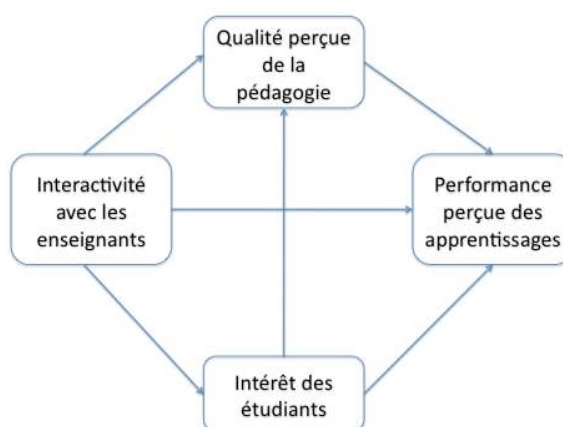 Qualité perçue
de la
pédagogie
Interactivité
avec les
enseignants
Performance
perçue des
apprentissages
Intérêt des
étudiants